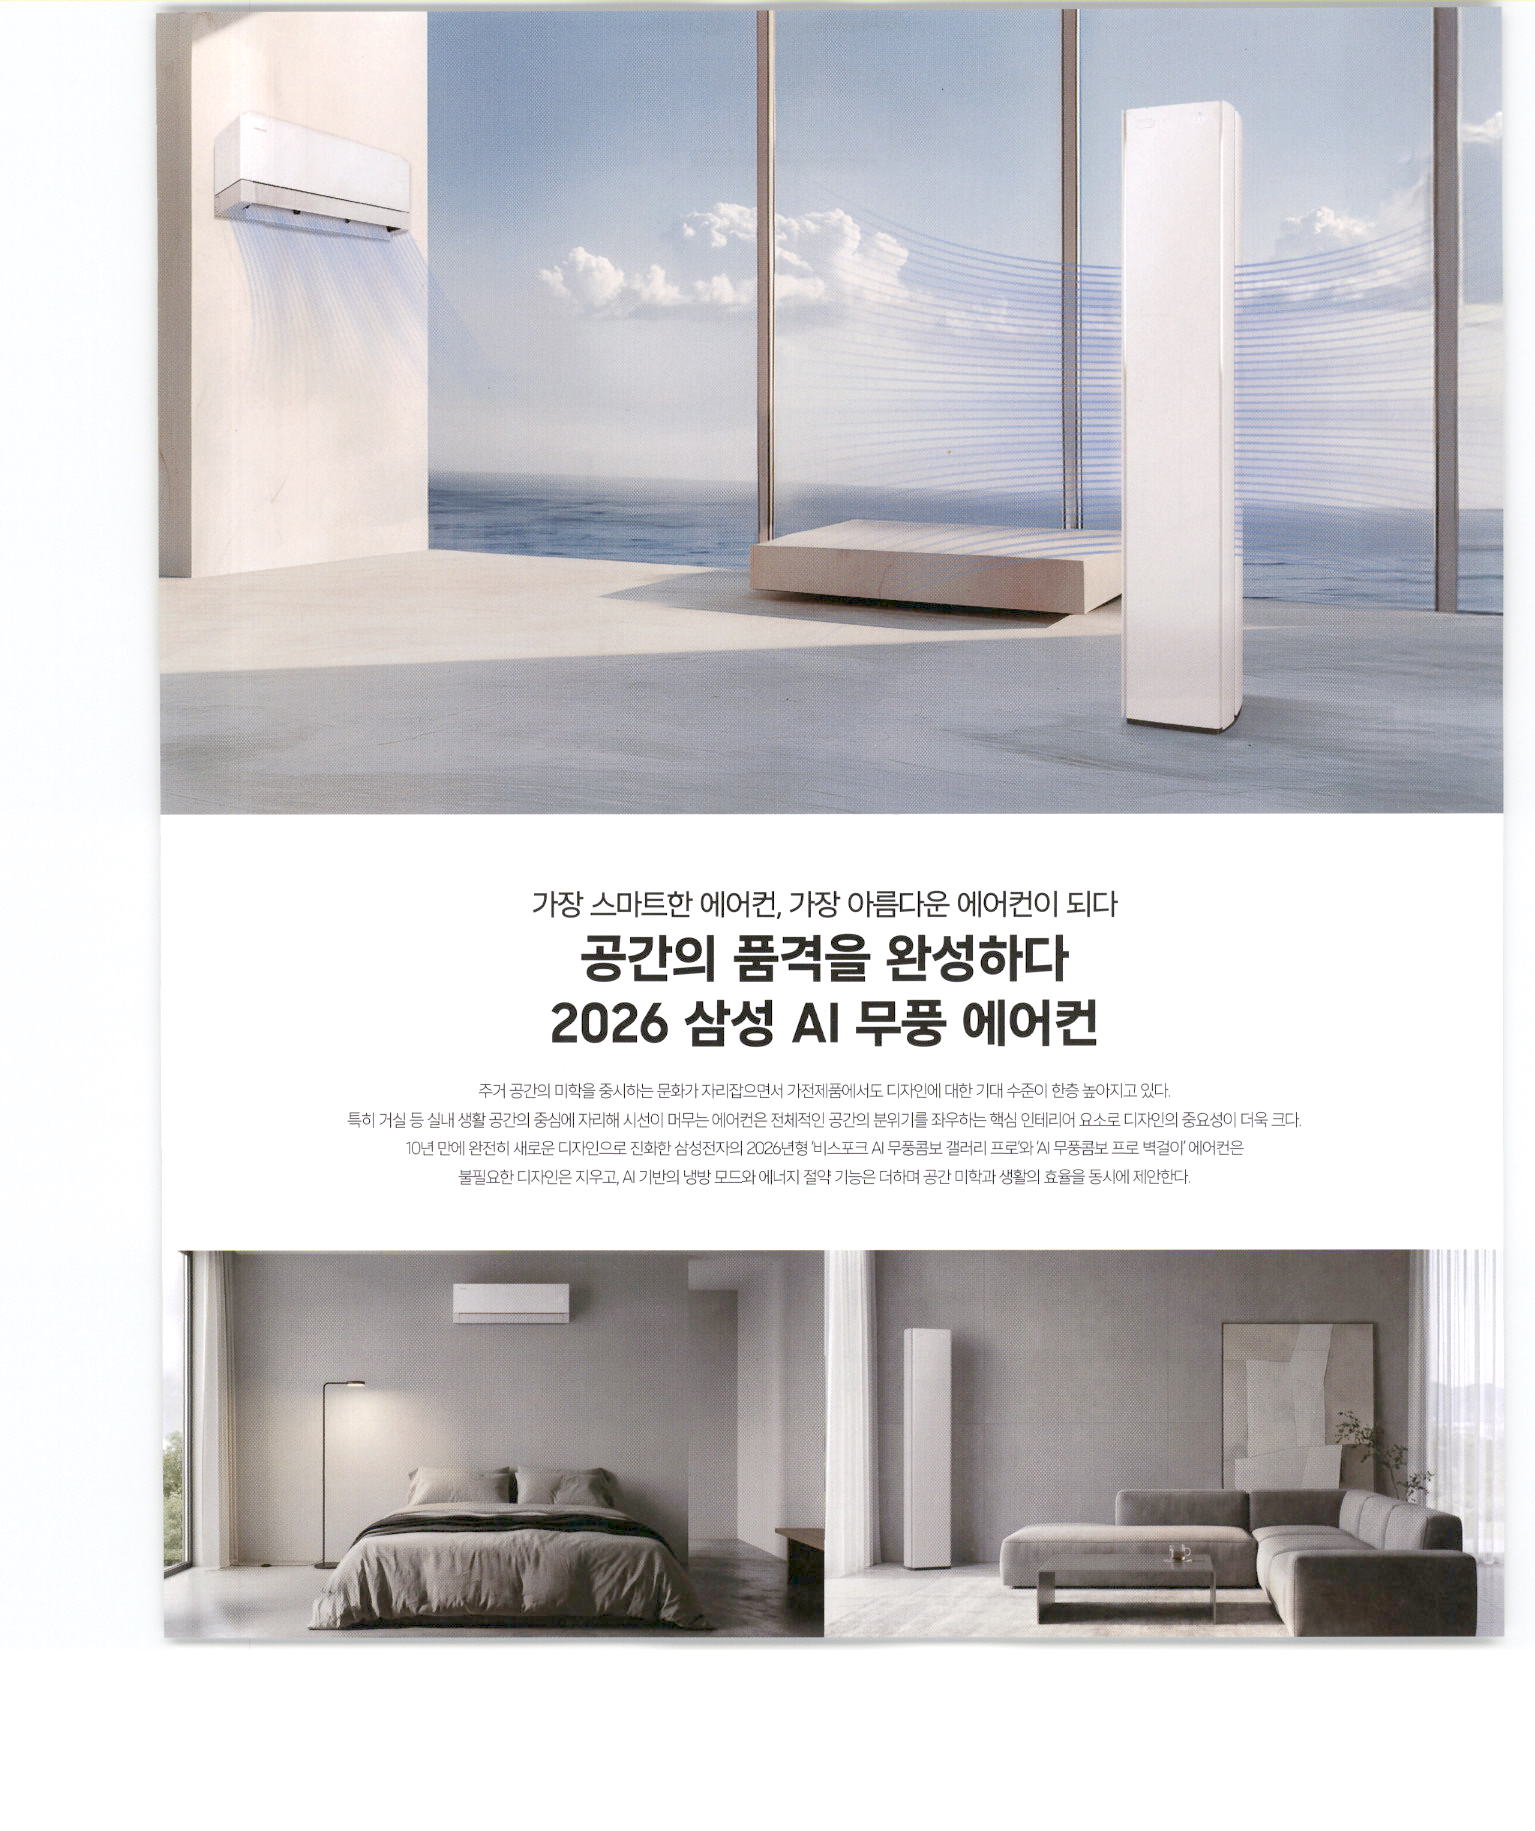 가장 스마트한 에어컨, 가장 아름다운 에어컨이 되다
공간의 품격을 완성하다
2026 삼성 AI 무풍 에어컨
주거 공간의 미학을 중시하는 문화가 자리잡으면서 가전제품에서도 디자인에 대한 기대 수준이 한층 높아지고 있다.
특히 거실 등 실내 생활 공간의 중심에 자리해 시선이 머무는 에어컨은 전체적인 공간의 분위기를 좌우하는 핵심 인테리어 요소로 디자인의 중요성이 더욱 크다.
10년 만에 완전히 새로운 디자인으로 진화한 삼성전자의 2026년형 ‘비스포크 AI 무풍콤보 갤러리 프로’와 ‘AI 무풍콤보 프로 벽걸이’ 에어컨은
불필요한 디자인은 지우고, AI 기반의 냉방 모드와 에너지 절약 기능은 더하며 공간 미학과 생활의 효율을 동시에 제안한다.